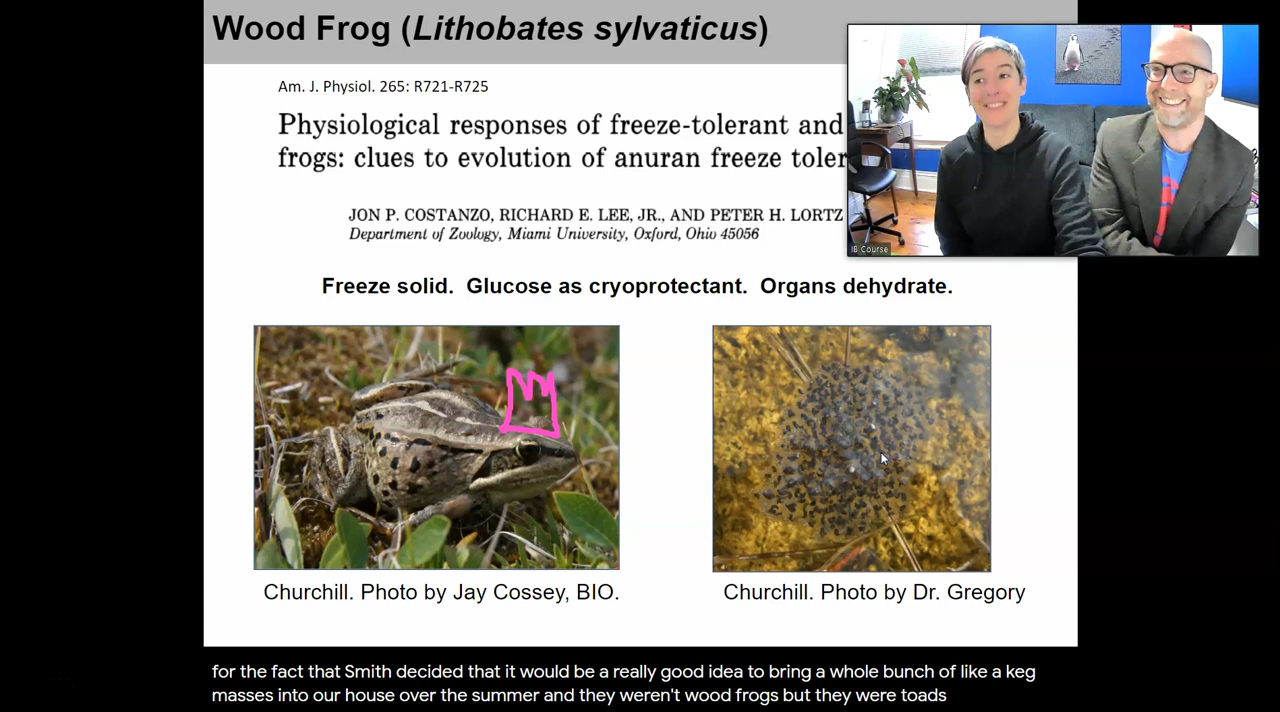 Wood Frog (Lithobates sylvaticus)
Am. J. Physiol. 265: R721-R725
Physiological responses of freeze-tolerant and
frogs: clues to evolution of anuran freeze toler
JON P. COSTANZO, RICHARD E. LEE, JR., AND PETER H. LORTZ
Department of Zoology, Miami University, Oxford, Ohio 45056
IB Course
Freeze solid. Glucose as cryoprotectant. Organs dehydrate.
Churchill. Photo by Jay Cossey, BIO.
Churchill. Photo by Dr. Gregory
for the fact that Smith decided that it would be a really good idea to bring a whole bunch of like a keg
masses into our house over the summer and they weren't wood frogs but they were toads